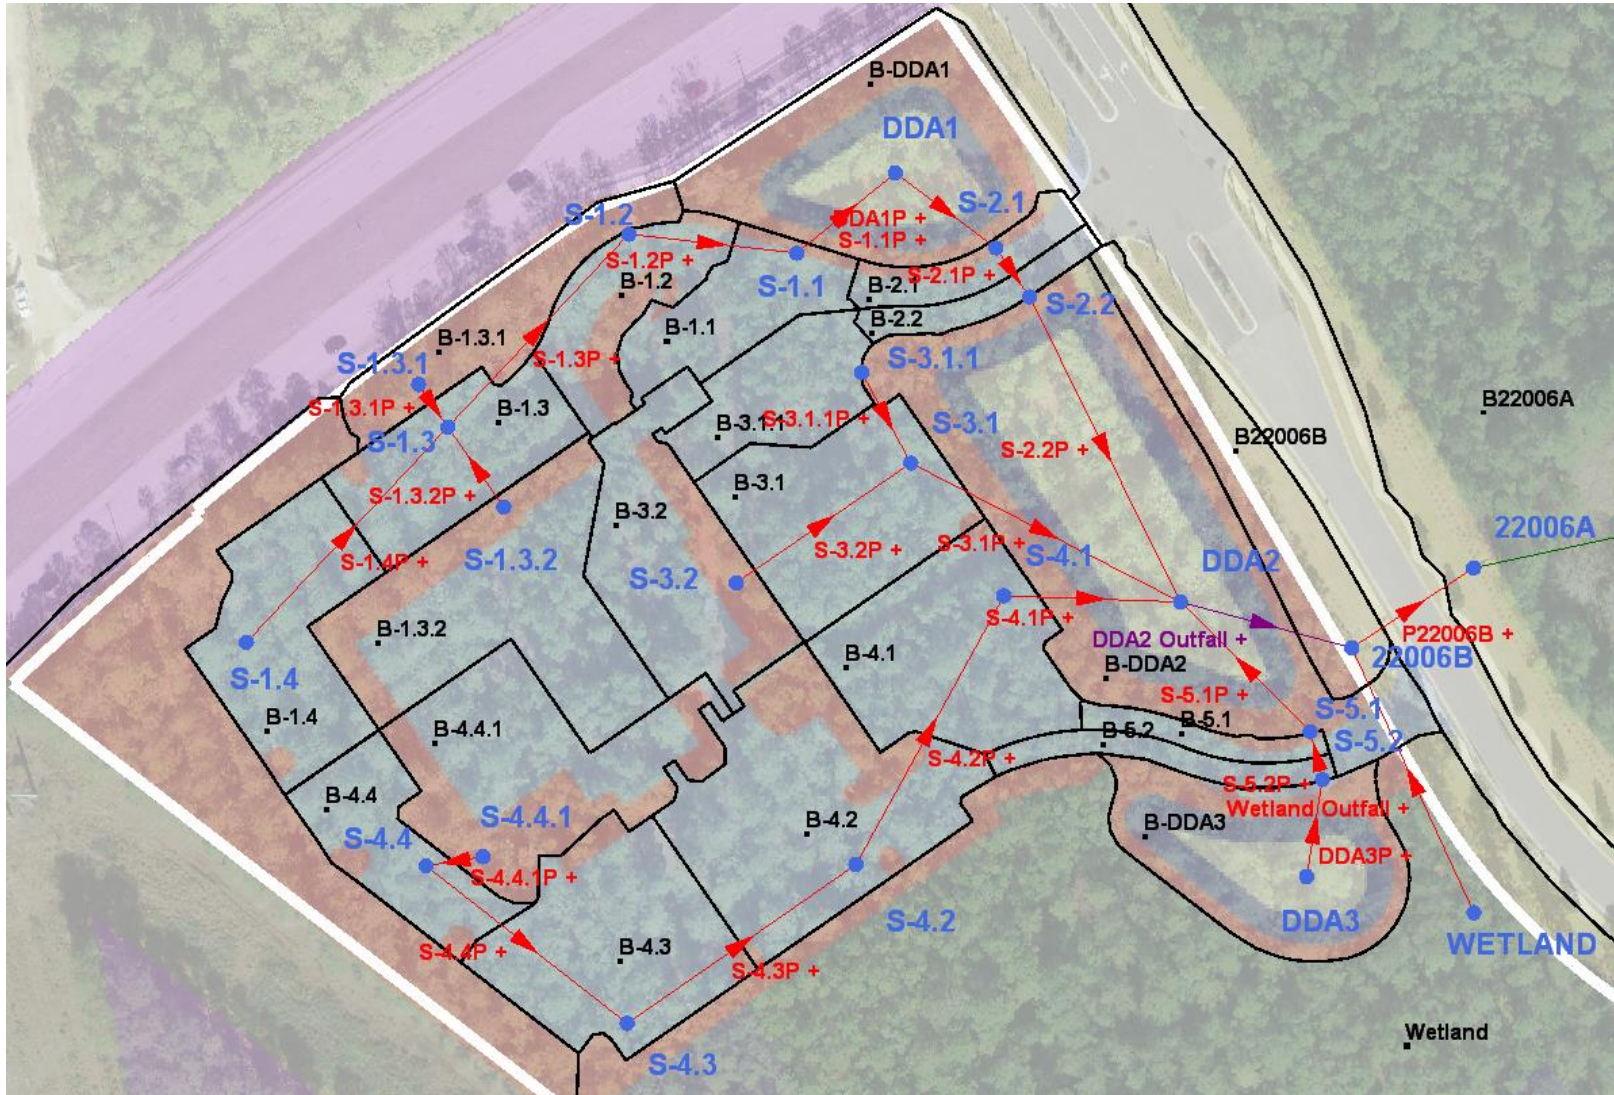 B-DDA1
DDA1
S-2.1
S-1.2
DDA1P +
S-1.1P +
S-1.2P +
S-2.1P +
B-1.2
S-1.1
B-2.1
S-2.2
B-2.2
B-1.1
B-1.3.1
S-1.3.1
S-1.3P +
S-3.1.1
S-1.3.1P +
B-1.3
B22006A
S-3.1.1P +
S-3.1
B-3.1.1
B22006B
S-1.3
S-2.2P +
B-3.1
S-1.3.2P +
B-3.2
22006A
S-3.1P +
S-3.2P +
S-4.1
S-1.3.2
S-1.4P +
DDA2
S-3.2
S-4.1P +
B-1.3.2
P22006B +
DDA2 Outfall +
B-4.1
22006B
B-DDA2
S-1.4
S-5.1P +
S-5.1
B-1.4
B-5.1
B-4.4.1
B-5.2
S-5.2
S-4.2P +
S-5.2P +
B-4.4
Wetland Outfall +
S-4.4.1
B-4.2
B-DDA3
S-4.4
DDA3P +
S-4.4.1P +
S-4.2
DDA3
B-4.3
WETLAND
S-4.4P +
S-4.3P +
Wetland
S-4.3